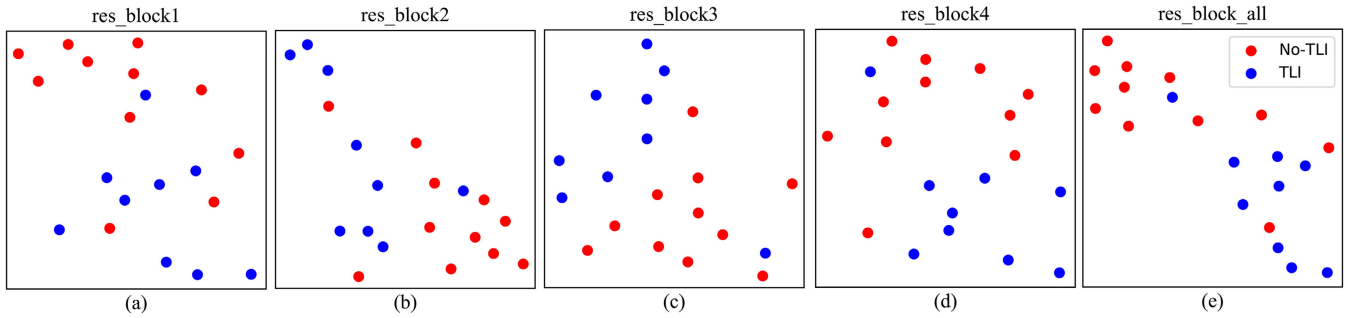 res_block1
res_block2
res_block3
res_block4
res_block_all
No-TLI
TLI
(a)
(b)
(c)
(d)
(e)